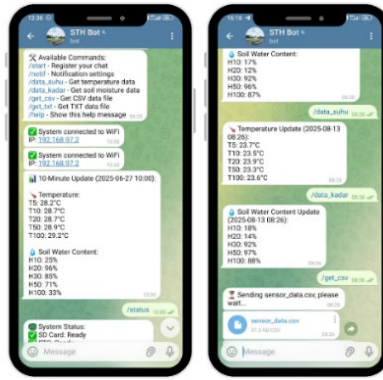 12:36
STH Bot
bot
🛠 Available Commands:
/start - Register your chat
/notif - Notification settings
/data_suhu - Get temperature data
/data_kadar - Get soil moisture data
/get_csv - Get CSV data file
/get_txt - Get TXT data file
/help - Show this help message
✅ System connected to WiFi
IP: 192.168.97.2
✅ System connected to WiFi
IP: 192.168.97.2
📊 10-Minute Update (2025-06-27 10:00)
🌡 Temperature:
T5: 28.2°C
T10: 28.7°C
T20: 28.7°C
T50: 28.9°C
T100: 29.2°C
💧 Soil Water Content:
H10: 25%
H20: 96%
H30: 85%
H50: 71%
H100: 33%
/status
System Status:
✅ SD Card: Ready
Message
16:16
STH Bot
bot
💧 Soil Water Content:
H10: 17%
H20: 12%
H30: 92%
H50: 96%
H100: 87%
/data_suhu
🌡 Temperature Update (2025-08-13
08:26):
T5: 23.7°C
T10: 23.5°C
T20: 23.9°C
T50: 23.3°C
T100: 23.6°C
/data_kadar
💧 Soil Water Content Update
(2025-08-13 08:26):
H10: 18%
H20: 14%
H30: 92%
H50: 97%
H100: 88%
/get_csv
⏳ Sending sensor_data.csv, please
wait...
sensor_data.csv
Message